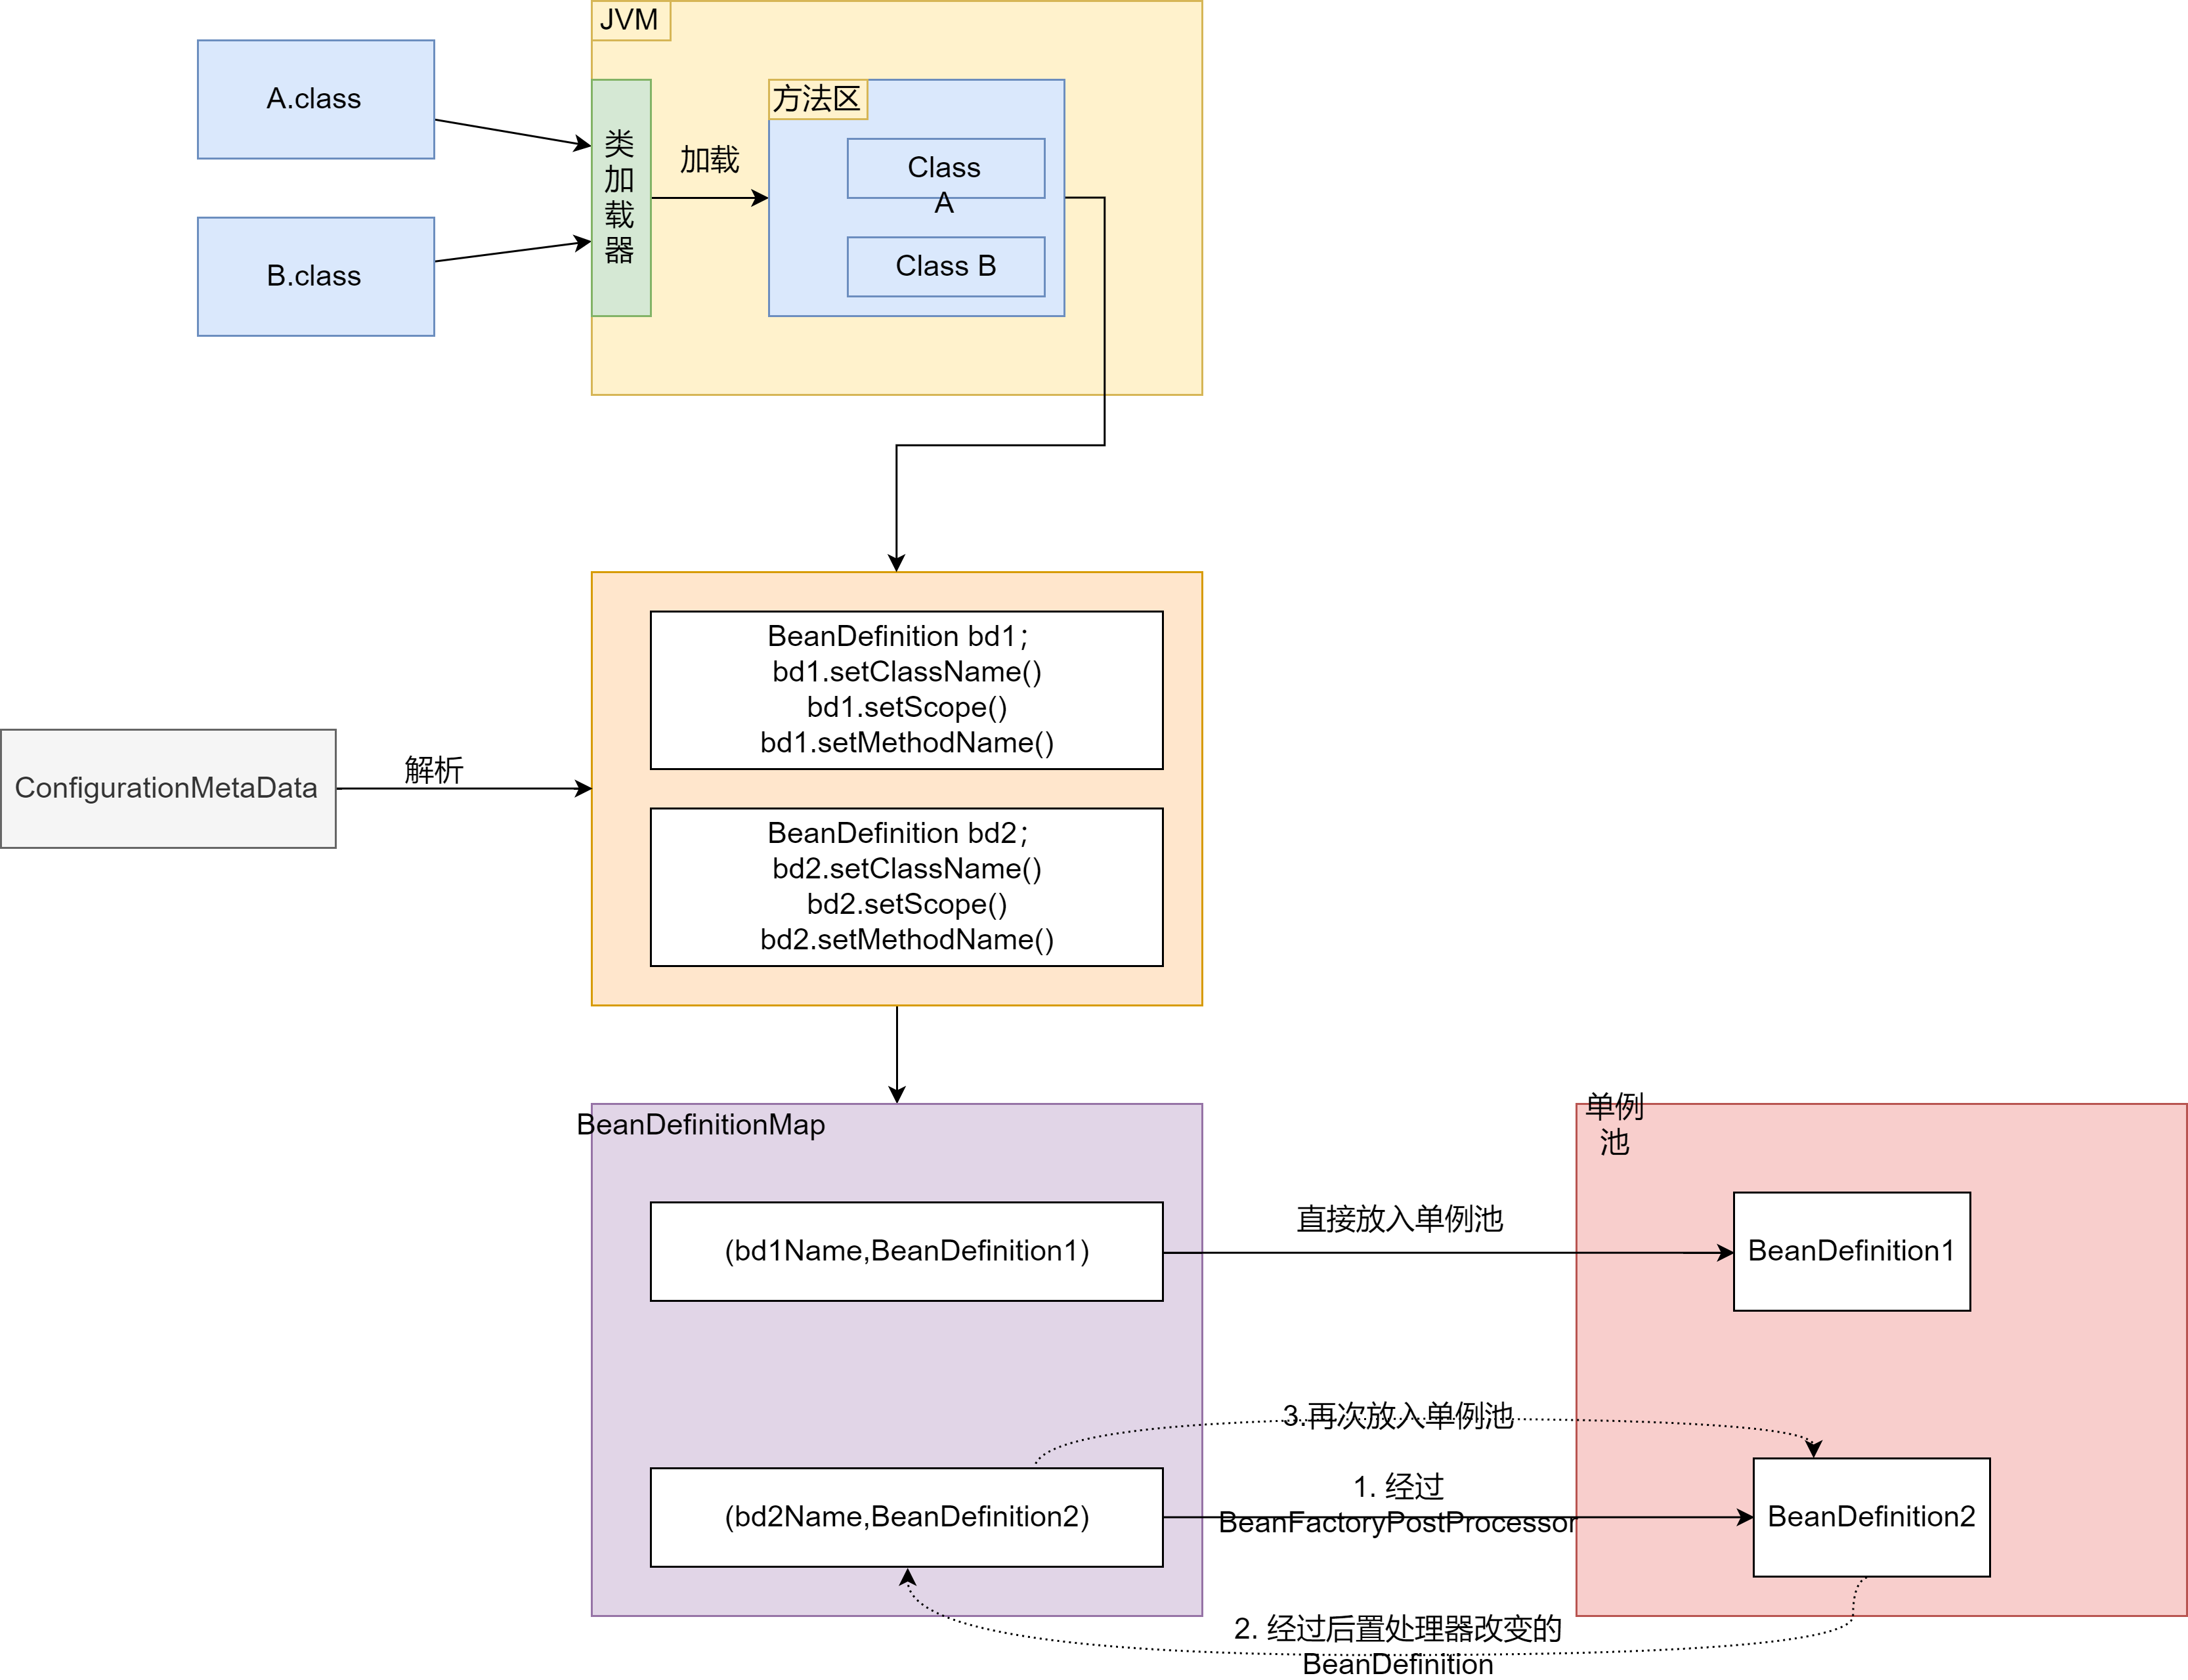 JVM
A.class
方法区
类
加
载
器
加载
Class
A
B.class
Class B
BeanDefinition bd1；
bd1.setClassName()
bd1.setScope()
bd1.setMethodName()
ConfigurationMetaData
解析
BeanDefinition bd2；
bd2.setClassName()
bd2.setScope()
bd2.setMethodName()
BeanDefinitionMap
单例
池
(bd1Name,BeanDefinition1)
直接放入单例池
BeanDefinition1
3.再次放入单例池
(bd2Name,BeanDefinition2)
1. 经过
BeanFactoryPostProcessor
BeanDefinition2
2. 经过后置处理器改变的
BeanDefinition